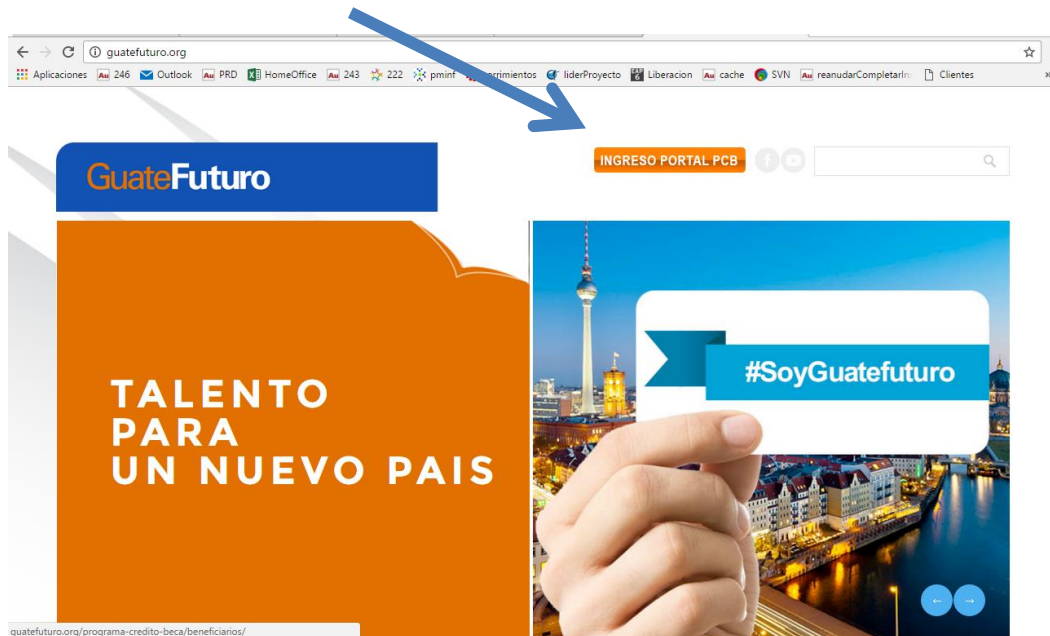 guatefuturo.org
Aplicaciones 246 Outlook PRD HomeOffice 243 222 pminf liderProyecto Liberacion cache SVN reanudarCompletarIn Clientes
INGRESO PORTAL PCB
GuateFuturo
#SoyGuatefuturo
TALENTO
PARA
UN NUEVO PAIS
guatefuturo.org/programa-credito-beca/beneficiarios/